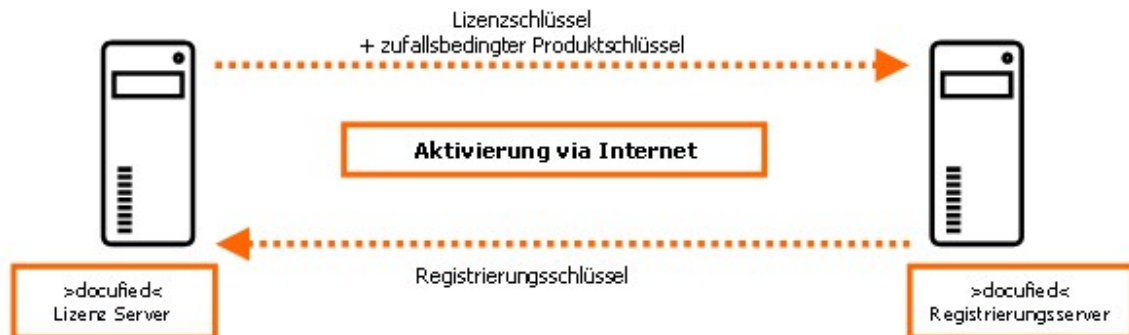 Lizenzschlüssel
+ zufallsbedingter Produktschlüssel
Aktivierung via Internet
Registrierungsschlüssel
>docufied<
Lizenz Server
>docufied<
Registrierungsserver